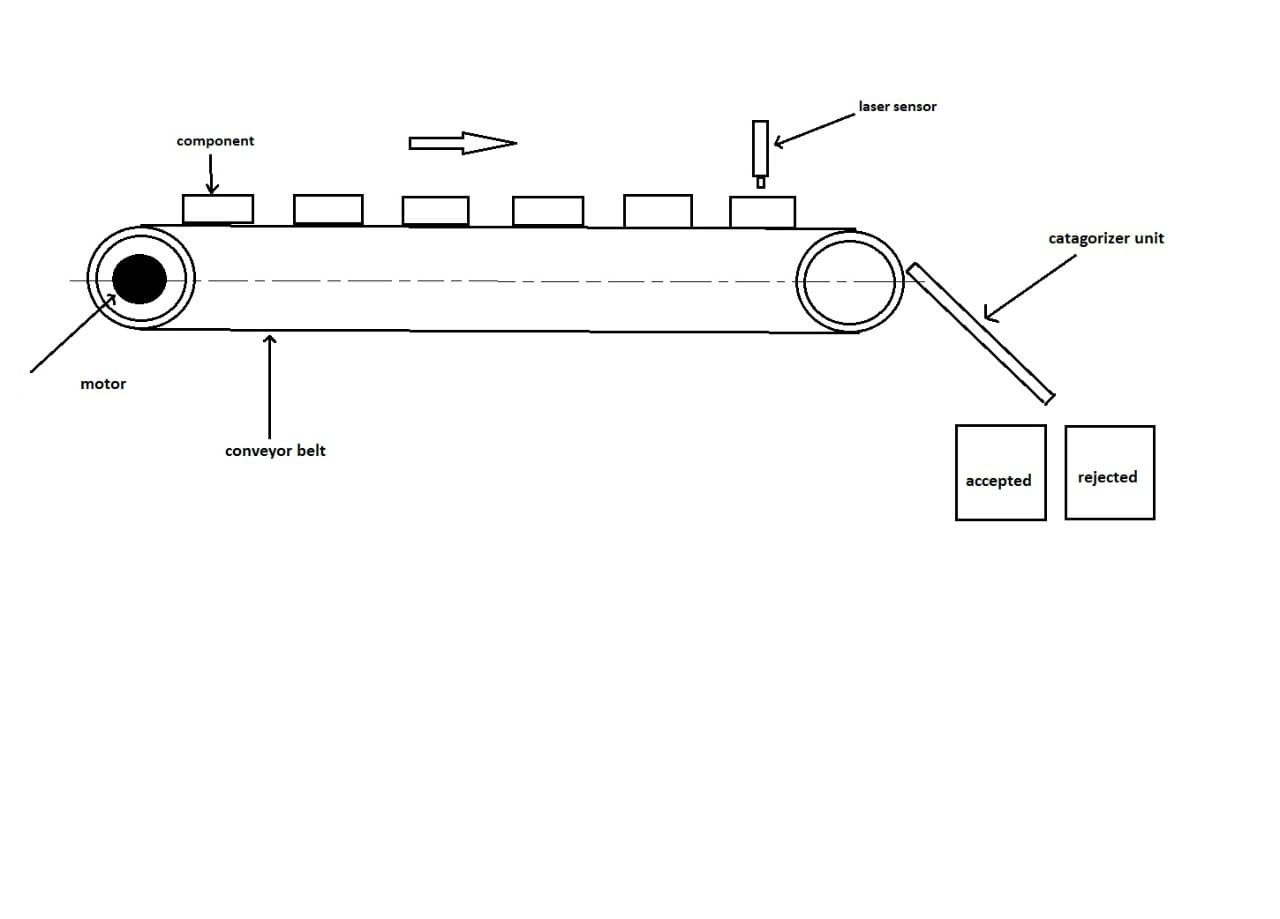 laser sensor
component
catagorizer unit
motor
conveyor belt
accepted
rejected